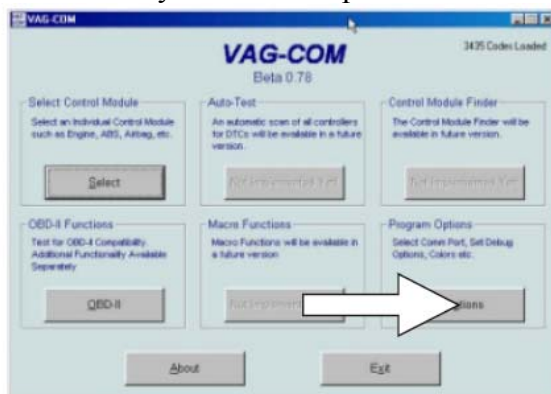 VAG-COM
VAG-COM
Beta 0.78
3435 Codes Loaded
Select Control Module
Select an Individual Control Module
such as Engine, ABS, Airbag, etc.
Select
Auto-Test
An automatic scan of all controllers
for DTCs will be available in a future
version.
Not Implemented Yet
Control Module Finder
The Control Module Finder will be
available in future version.
Not Implemented Yet
OBD-II Functions
Test for OBD-II Compatibility.
Additional Functionality Available
Separately
OBD-II
Macro Functions
Macro Functions will be available in
a future version
Not Implemen
Program Options
Select Comm Port, Set Debug
Options, Colors etc.
tions
About
Exit